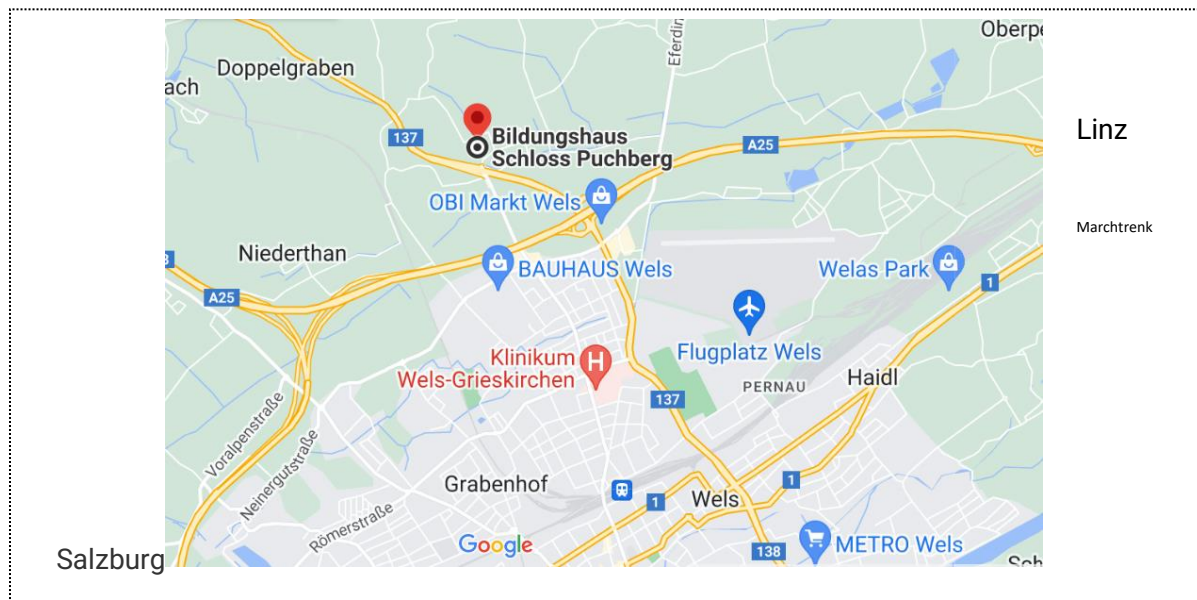 Oberpe
Eferdin
Doppelgraben
ach
137
Bildungshaus
Schloss Puchberg
A25
Linz
OBI Markt Wels
Marchtrenk
Niederthan
BAUHAUS Wels
Welas Park
1
A25
Flugplatz Wels
Klinikum
Wels-Grieskirchen
H
PERNAU
Haidl
137
Voralpenstraße
Neinergutstraße
Grabenhof
1
1
Wels
Römerstraße
Google
138
METRO Wels
Salzburg
Sch